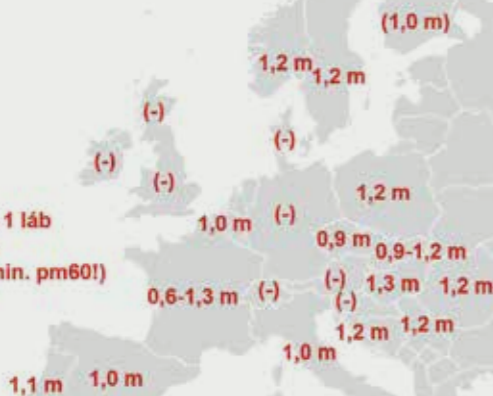 (1,0 m)
1,2 m
1,2 m
(-)
(-)
(-)
(-)
1,2 m
1 láb
1,0 m
(-)
0,9 m
0,9-1,2 m
min. pm60!)
(-)
1,3 m
1,2 m
0,6-1,3 m
(-)
(-)
1,2 m
1,2 m
1,0 m
1,1 m
1,0 m